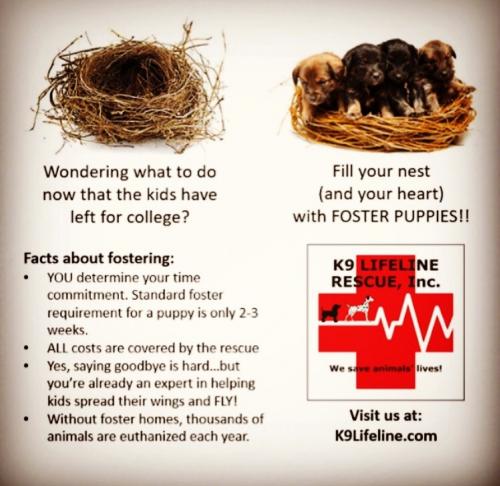 Wondering what to do
now that the kids have
left for college?
Fill your nest
(and your heart)
with FOSTER PUPPIES!!
Facts about fostering:
• YOU determine your time
commitment. Standard foster
requirement for a puppy is only 2-3
weeks.
• ALL costs are covered by the rescue
• Yes, saying goodbye is hard...but
you're already an expert in helping
kids spread their wings and FLY!
• Without foster homes, thousands of
animals are euthanized each year.
K9 LIFELINE
RESCUE, Inc.
We save animals' lives!
Visit us at:
K9Lifeline.com